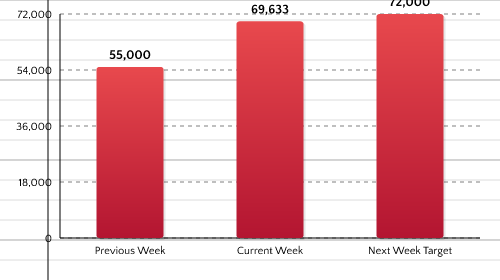 72,000
69,633
72,000
55,000
54,000
36,000
18,000
0
Previous Week
Current Week
Next Week Target